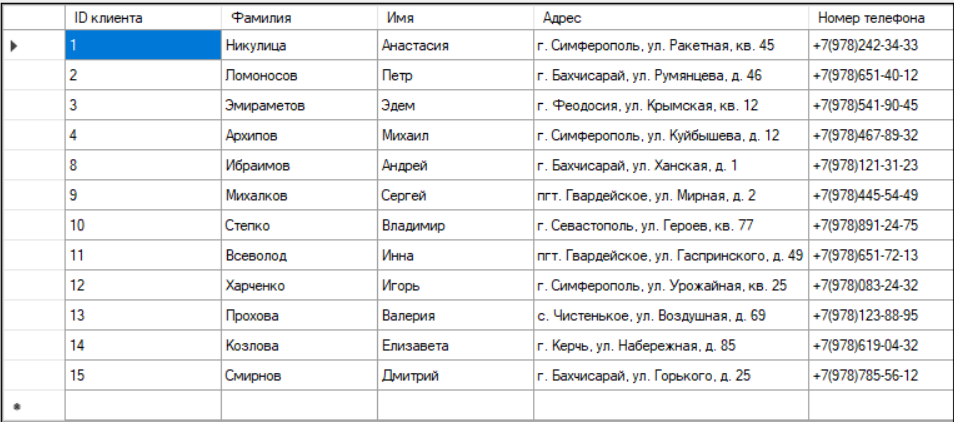 ID клиента Фамилия Имя Адрес Номер телефона
1 Никулица Анастасия г. Симферополь, ул. Ракетная, кв. 45 +7(978)242-34-33
2 Ломоносов Петр г. Бахчисарай, ул. Румянцева, д. 46 +7(978)651-40-12
3 Эмираметов Эдем г. Феодосия, ул. Крымская, кв. 12 +7(978)541-90-45
4 Архипов Михаил г. Симферополь, ул. Куйбышева, д. 12 +7(978)467-89-32
8 Ибраимов Андрей г. Бахчисарай, ул. Ханская, д. 1 +7(978)121-31-23
9 Михалков Сергей пгт. Гвардейское, ул. Мирная, д. 2 +7(978)445-54-49
10 Степко Владимир г. Севастополь, ул. Героев, кв. 77 +7(978)891-24-75
11 Всеволод Инна пгт. Гвардейское, ул. Гаспринского, д. 49 +7(978)651-72-13
12 Харченко Игорь г. Симферополь, ул. Урожайная, кв. 25 +7(978)083-24-32
13 Прохова Валерия с. Чистенькое, ул. Воздушная, д. 69 +7(978)123-88-95
14 Козлова Елизавета г. Керчь, ул. Набережная, д. 85 +7(978)619-04-32
15 Смирнов Дмитрий г. Бахчисарай, ул. Горького, д. 25 +7(978)785-56-12